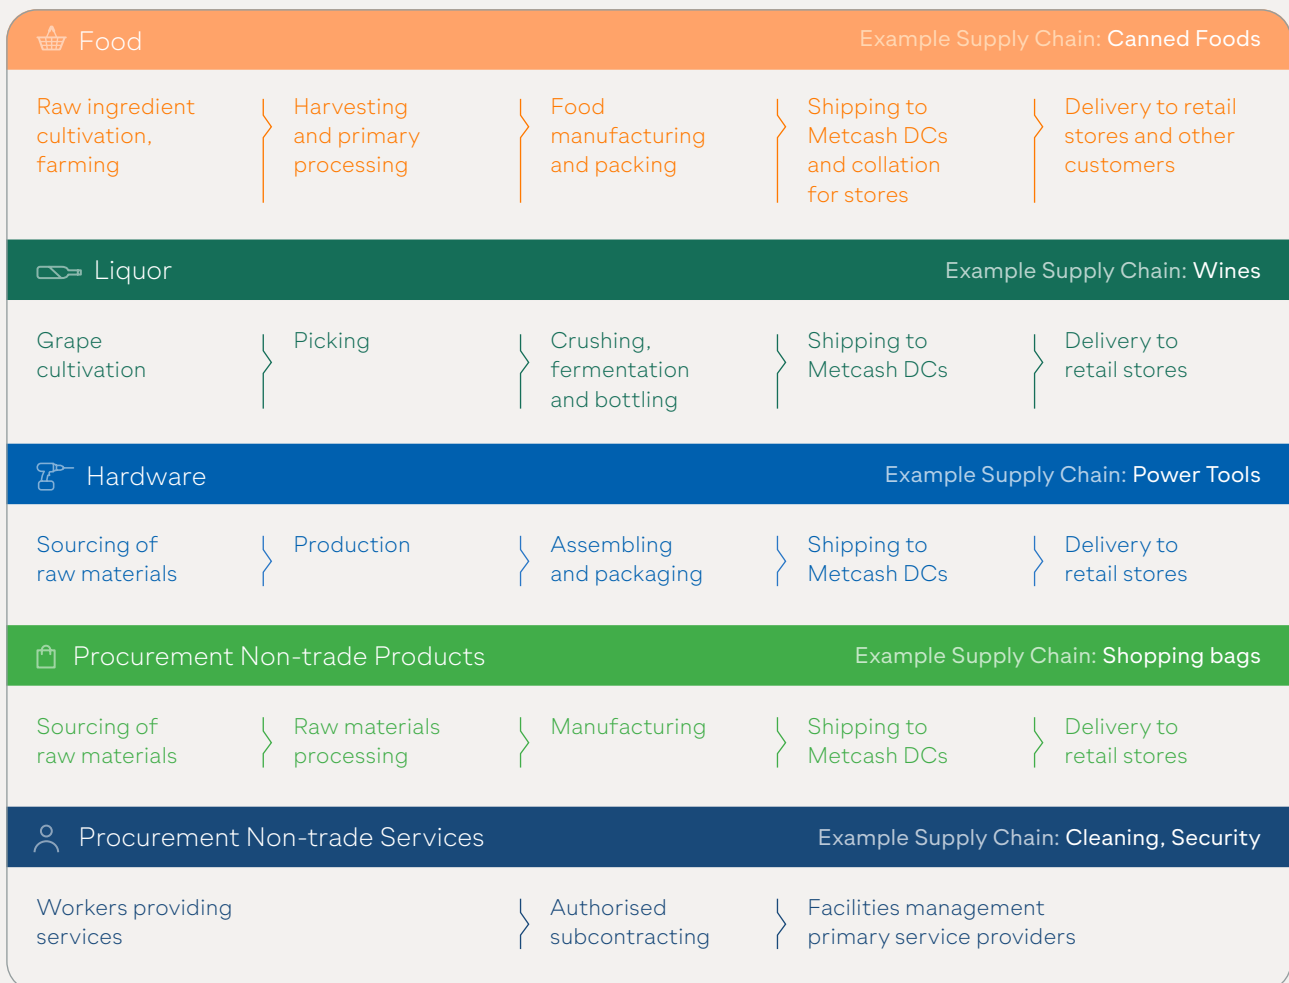 Food
Example Supply Chain: Canned Foods
Raw ingredient
cultivation,
farming
Harvesting
and primary
processing
Food
manufacturing
and packing
Shipping to
Metcash DCs
and collation
for stores
Delivery to retail
stores and other
customers
Liquor
Example Supply Chain: Wines
Grape
cultivation
Picking
Crushing,
fermentation
and bottling
Shipping to
Metcash DCs
Delivery to
retail stores
Hardware
Example Supply Chain: Power Tools
Sourcing of
raw materials
Production
Assembling
and packaging
Shipping to
Metcash DCs
Delivery to
retail stores
Procurement Non-trade Products
Example Supply Chain: Shopping bags
Sourcing of
raw materials
Raw materials
processing
Manufacturing
Shipping to
Metcash DCs
Delivery to
retail stores
Procurement Non-trade Services
Example Supply Chain: Cleaning, Security
Workers providing
services
Authorised
subcontracting
Facilities management
primary service providers